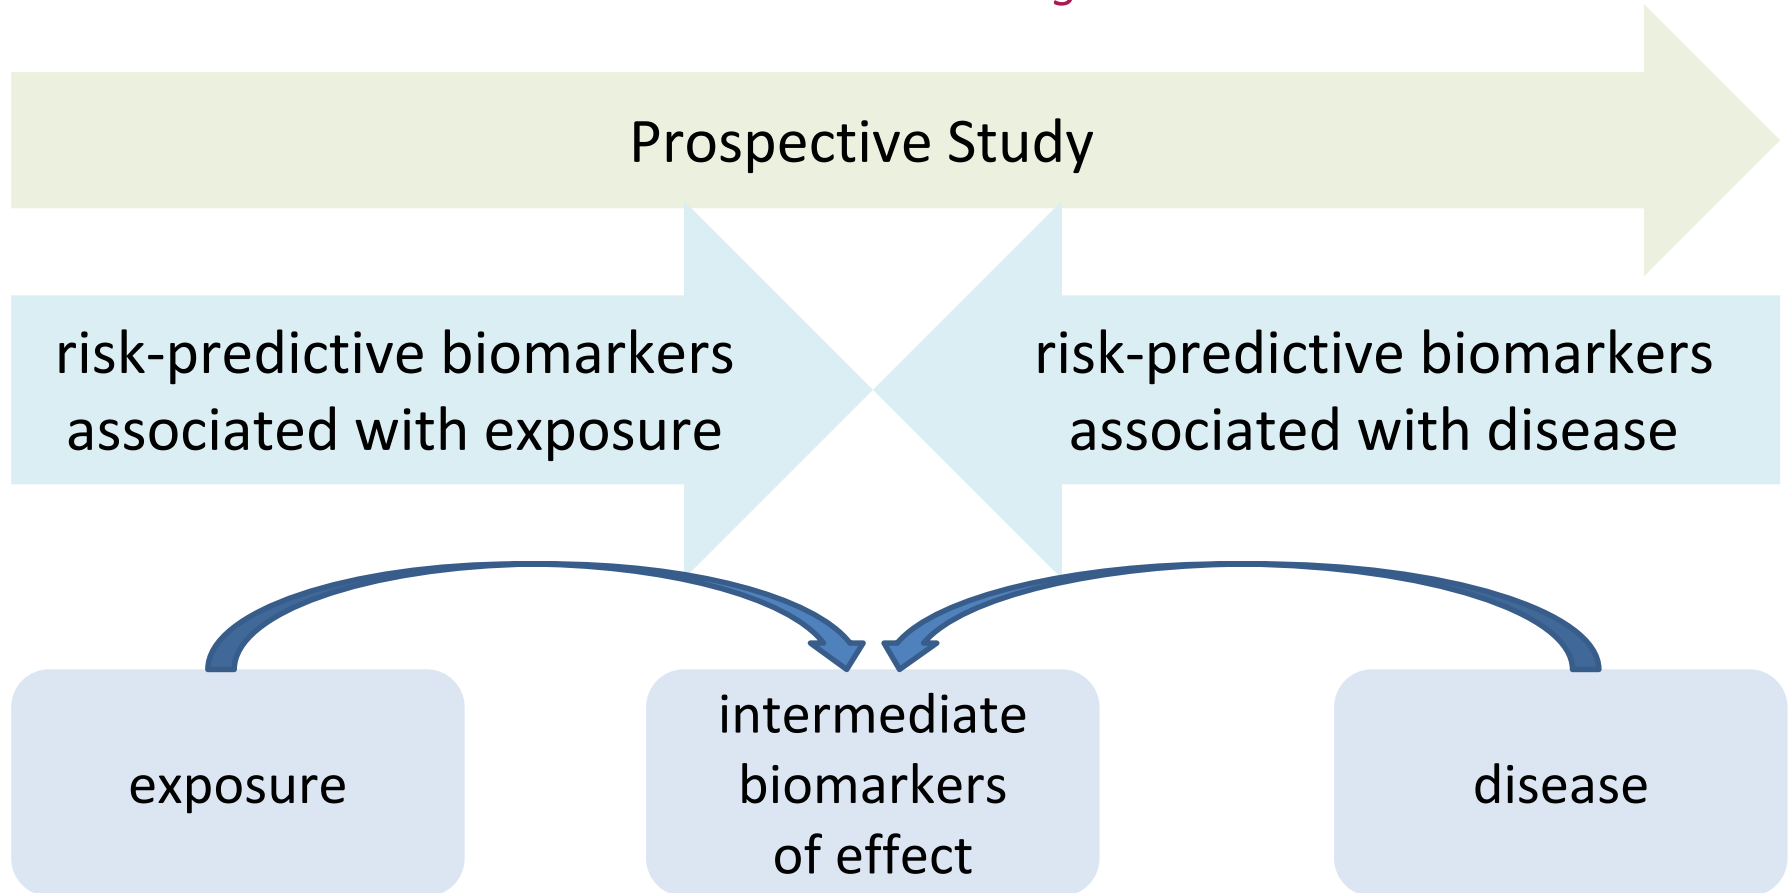 Prospective Study
risk-predictive biomarkers
associated with exposure
risk-predictive biomarkers
associated with disease
exposure
intermediate
biomarkers
of effect
disease